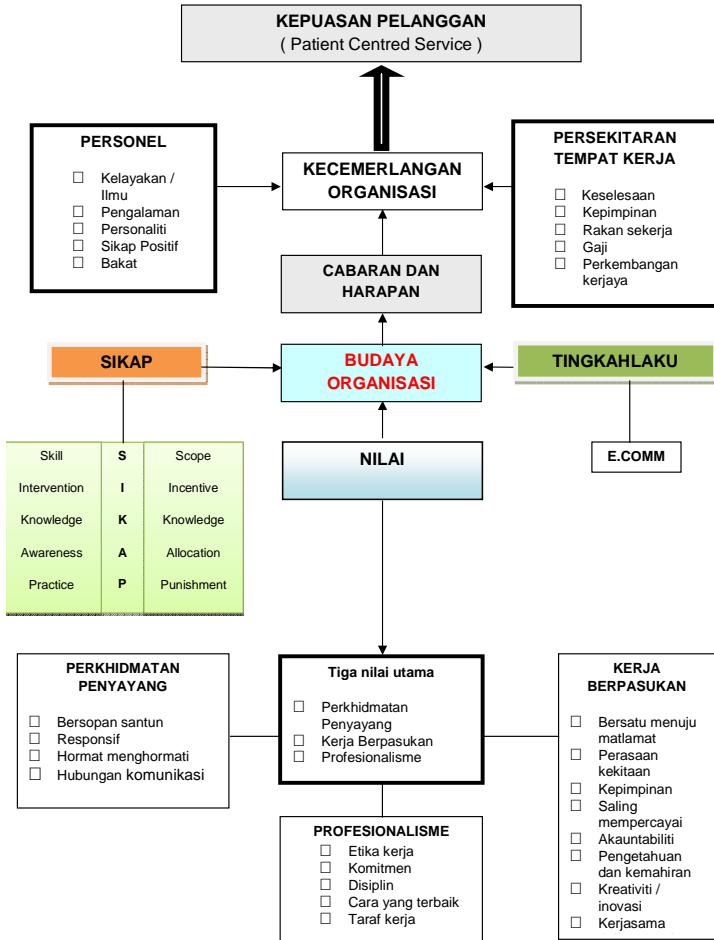 KEPUASAN PELANGGAN
( Patient Centred Service )
PERSONEL
Kelayakan /
Ilmu
Pengalaman
Personaliti
Sikap Positif
Bakat
KECEMERLANGAN
ORGANISASI
PERSEKITARAN
TEMPAT KERJA
Keselesaan
Kepimpinan
Rakan sekerja
Gaji
Perkembangan
kerjaya
CABARAN DAN
HARAPAN
SIKAP
BUDAYA
ORGANISASI
TINGKAHLAKU
Skill S Scope
Intervention I Incentive
Knowledge K Knowledge
Awareness A Allocation
Practice P Punishment
NILAI
E.COMM
PERKHIDMATAN
PENYAYANG
Bersopan santun
Responsif
Hormat menghormati
Hubungan komunikasi
Tiga nilai utama
Perkhidmatan
Penyayang
Kerja Berpasukan
Profesionalisme
KERJA
BERPASUKAN
Bersatu menuju
matlamat
Perasaan
kekitaan
Kepimpinan
Saling
mempercayai
Akauntabiliti
Pengetahuan
dan kemahiran
Kreativiti /
inovasi
Kerjasama
PROFESIONALISME
Etika kerja
Komitmen
Disiplin
Cara yang terbaik
Taraf kerja